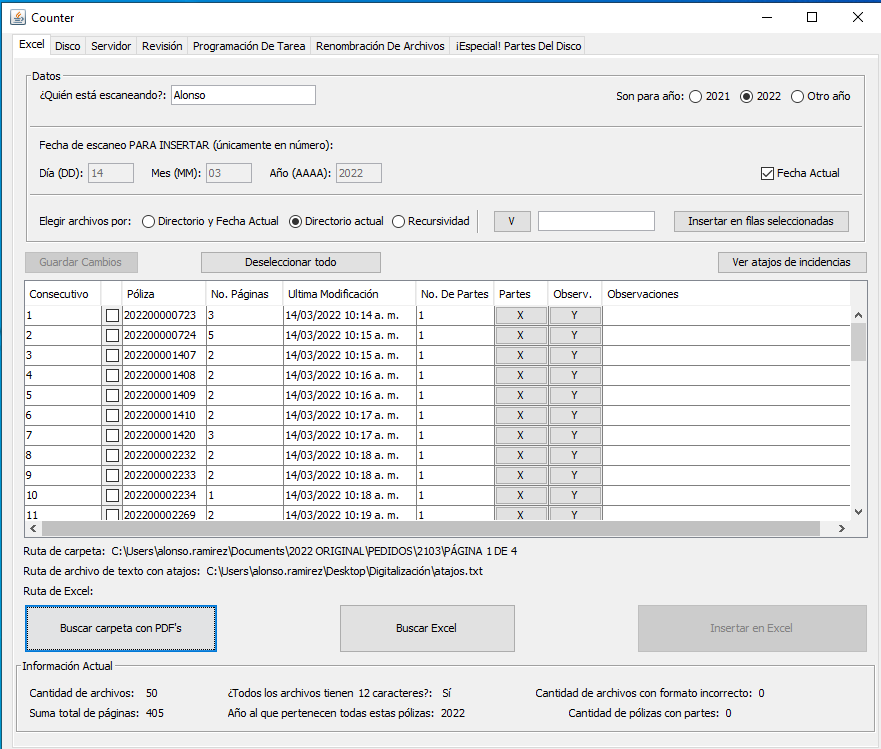 Counter
Excel Disco Servidor Revisión Programación De Tarea Renombración De Archivos ¡Especial! Partes Del Disco
Datos
¿Quién está escaneando?: Alonso Son para año: 2021 2022 Otro año
Fecha de escaneo PARA INSERTAR (únicamente en número):
Día (DD): 14 Mes (MM): 03 Año (AAAA): 2022 Fecha Actual
Elegir archivos por: Directorio y Fecha Actual Directorio actual Recursividad V Insertar en filas seleccionadas
Guardar Cambios Deseleccionar todo Ver atajos de incidencias
Consecutivo Póliza No. Páginas Ultima Modificación No. De Partes Partes Observ. Observaciones
1 202200000723 3 14/03/2022 10:14 a. m. 1 X Y
2 202200000724 5 14/03/2022 10:15 a. m. 1 X Y
3 202200001407 2 14/03/2022 10:15 a. m. 1 X Y
4 202200001408 2 14/03/2022 10:16 a. m. 1 X Y
5 202200001409 2 14/03/2022 10:16 a. m. 1 X Y
6 202200001410 2 14/03/2022 10:17 a. m. 1 X Y
7 202200001420 3 14/03/2022 10:17 a. m. 1 X Y
8 202200002232 2 14/03/2022 10:18 a. m. 1 X Y
9 202200002233 2 14/03/2022 10:18 a. m. 1 X Y
10 202200002234 1 14/03/2022 10:18 a. m. 1 X Y
11 202200002269 2 14/03/2022 10:19 a. m. 1 X Y
Ruta de carpeta: C:\Users\alonso.ramirez\Documents\2022 ORIGINAL\PEDIDOS\2103\PÁGINA 1 DE 4
Ruta de archivo de texto con atajos: C:\Users\alonso.ramirez\Desktop\Digitalización\atajos.txt
Ruta de Excel:
Buscar carpeta con PDF's Buscar Excel Insertar en Excel
Información Actual
Cantidad de archivos: 50 ¿Todos los archivos tienen 12 caracteres?: Sí Cantidad de archivos con formato incorrecto: 0
Suma total de páginas: 405 Año al que pertenecen todas estas pólizas: 2022 Cantidad de pólizas con partes: 0